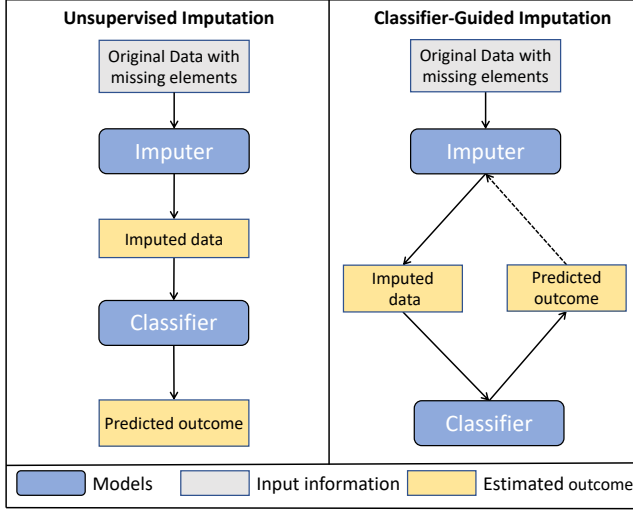 Unsupervised Imputation
Original Data with
missing elements
Imputer
Imputed data
Classifier
Predicted outcome
Classifier-Guided Imputation
Original Data with
missing elements
Imputer
Imputed
data
Predicted
outcome
Classifier
Models
Input information
Estimated outcome